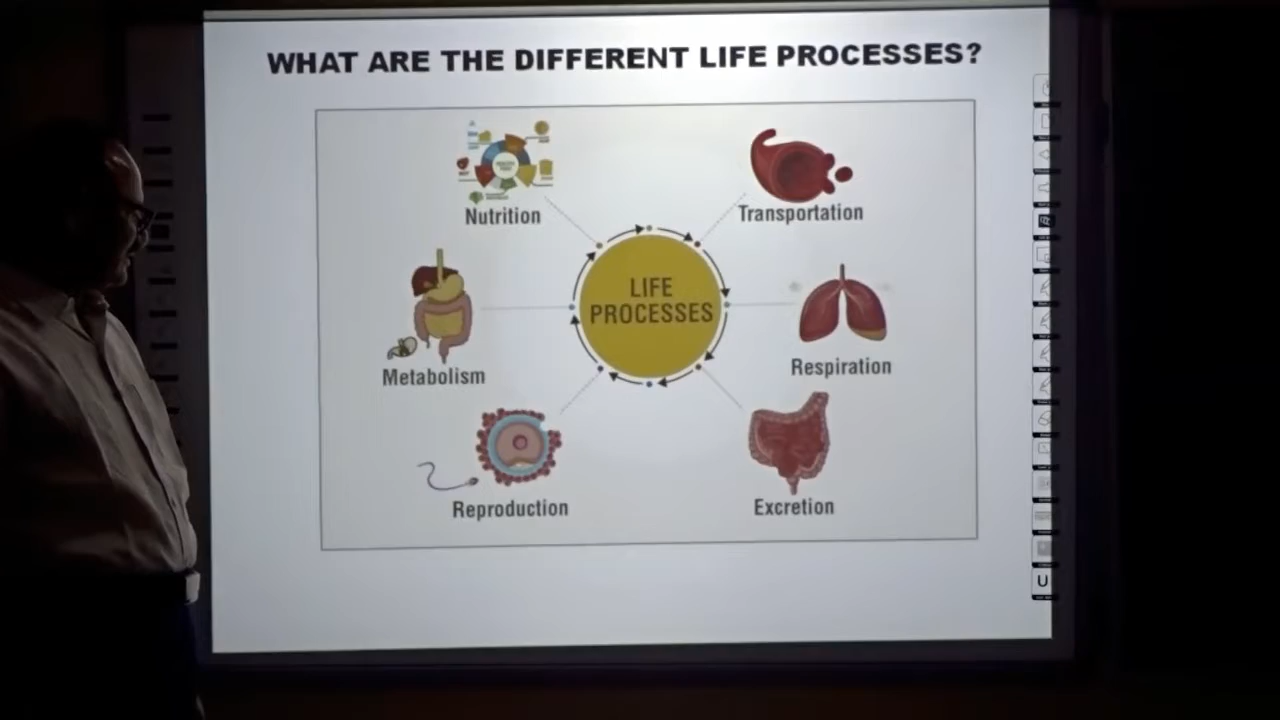 WHAT ARE THE DIFFERENT LIFE PROCESSES?
Nutrition
Transportation
LIFE
PROCESSES
Metabolism
Respiration
Reproduction
Excretion
U